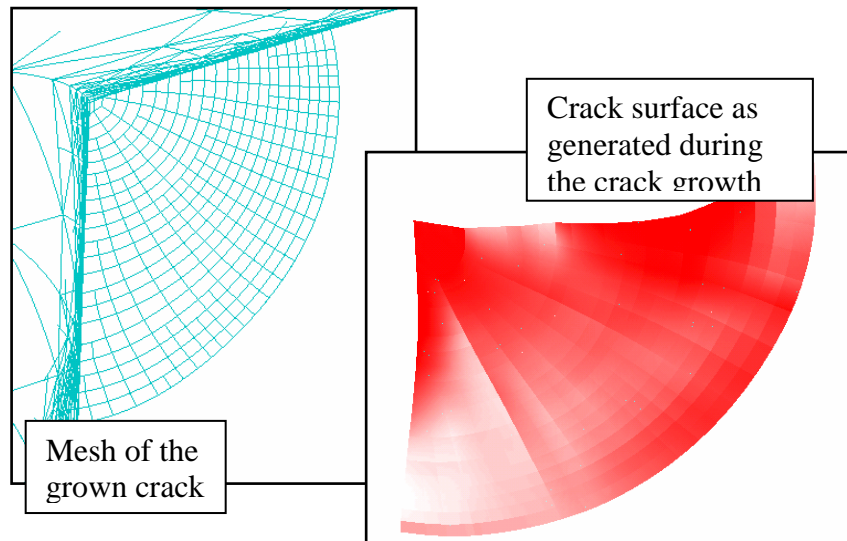 Crack surface as
generated during
the crack growth
Mesh of the
grown crack